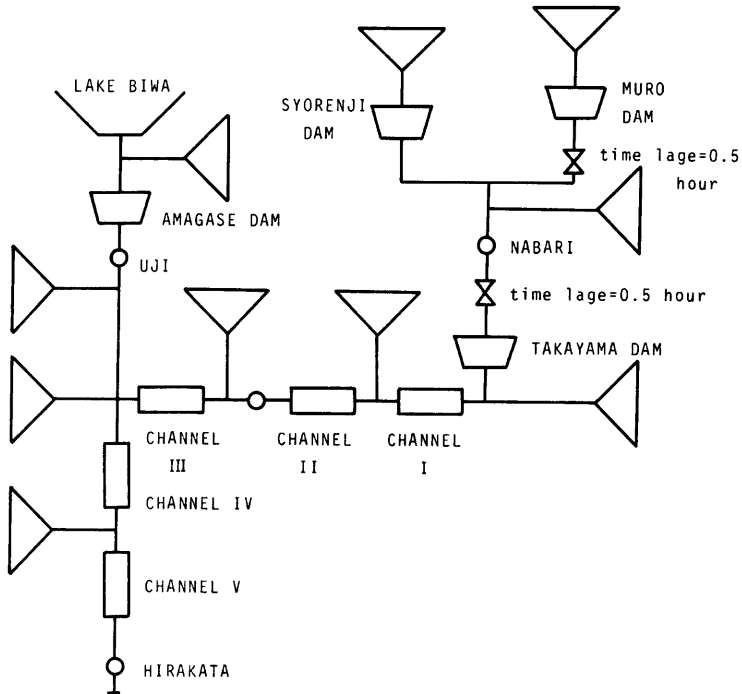 LAKE BIWA
SYORENJI
DAM
MURO
DAM
time lage=0.5
hour
AMAGASE DAM
UJI
NABARI
time lage=0.5 hour
TAKAYAMA DAM
CHANNEL
III
CHANNEL
II
CHANNEL
I
CHANNEL IV
CHANNEL V
HIRAKATA